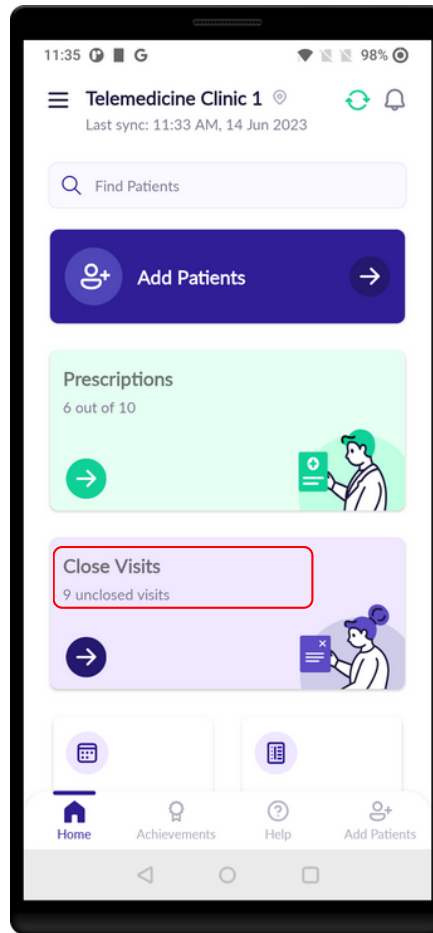 11:35 G 98%
Telemedicine Clinic 1
Last sync: 11:33 AM, 14 Jun 2023
Find Patients
Add Patients
Prescriptions
6 out of 10
Close Visits
9 unclosed visits
Home Achievements Help Add Patients